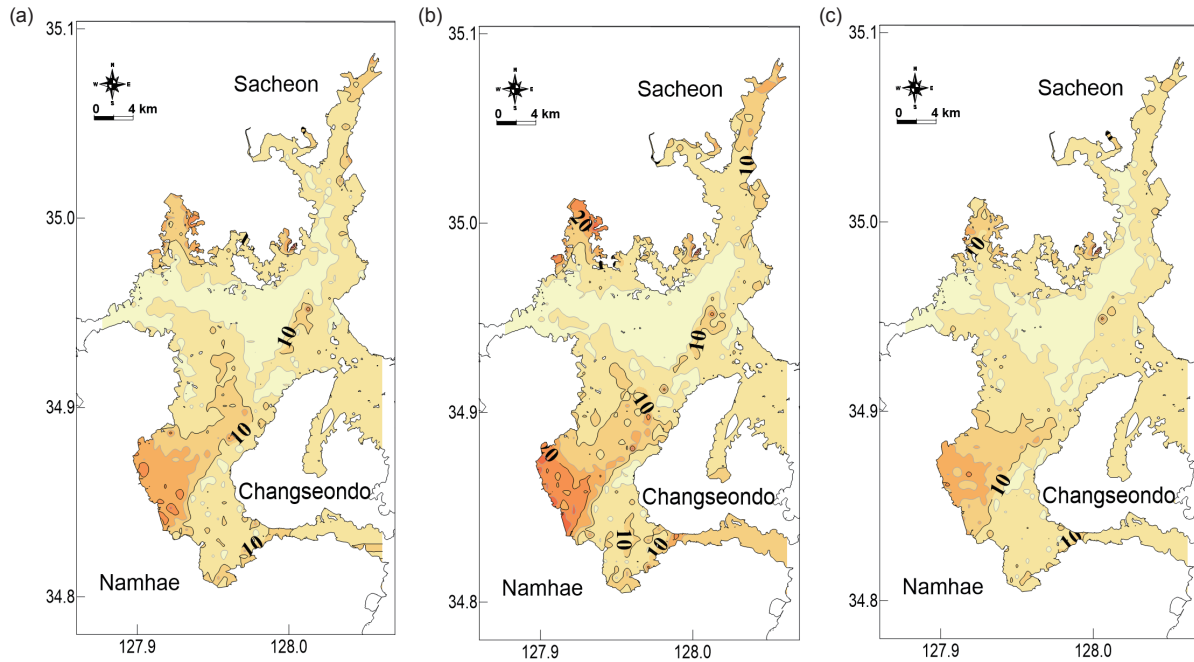 (a)
35.1
N
W E
S
0 4 km
Sacheon
35.0
10
34.9
10
Changseondo
10
Namhae
34.8
127.9 128.0
(b)
35.1
N
W E
S
0 4 km
Sacheon
10
20
35.0
10
34.9
10
Changseondo
10
10
Namhae
34.8
127.9 128.0
(c)
35.1
N
W E
S
0 4 km
Sacheon
35.0
10
34.9
10
Changseondo
10
Namhae
34.8
127.9 128.0